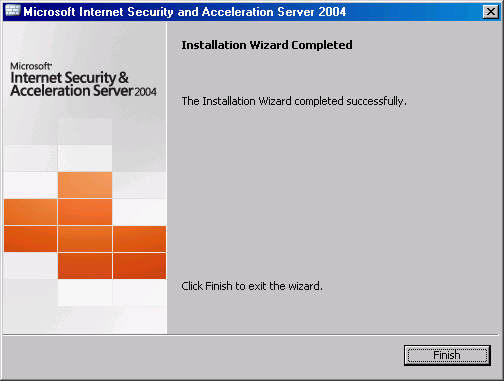 Microsoft Internet Security and Acceleration Server 2004
Microsoft®
Internet Security &
Acceleration Server 2004
Installation Wizard Completed
The Installation Wizard completed successfully.
Click Finish to exit the wizard.
Finish